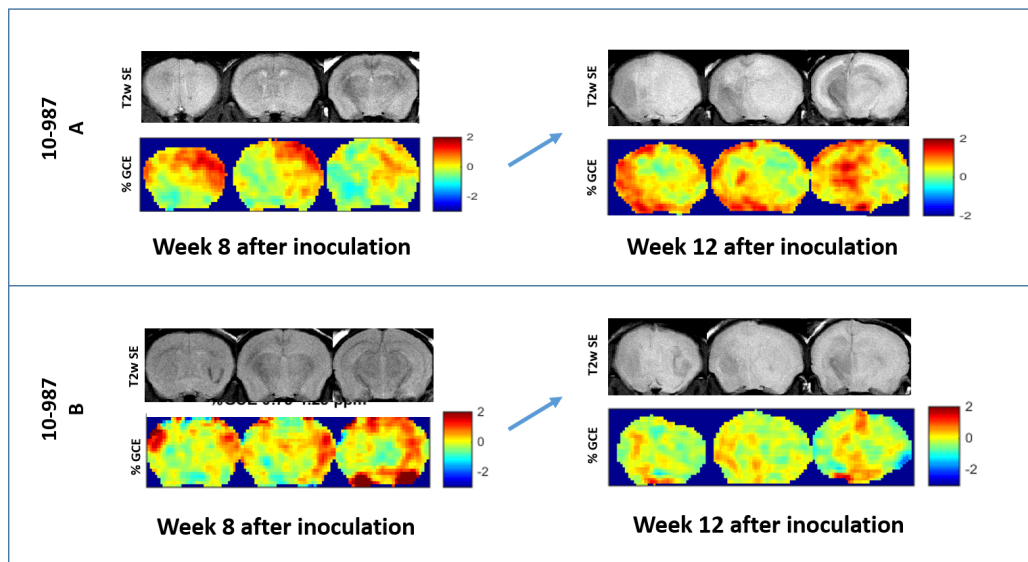 10-987
A
T2w SE
% GCE
2
0
-2
Week 8 after inoculation
T2w SE
% GCE
2
1
0
-1
-2
Week 12 after inoculation
10-987
B
T2w SE
% GCE
2
0
-2
Week 8 after inoculation
T2w SE
% GCE
2
0
-2
Week 12 after inoculation